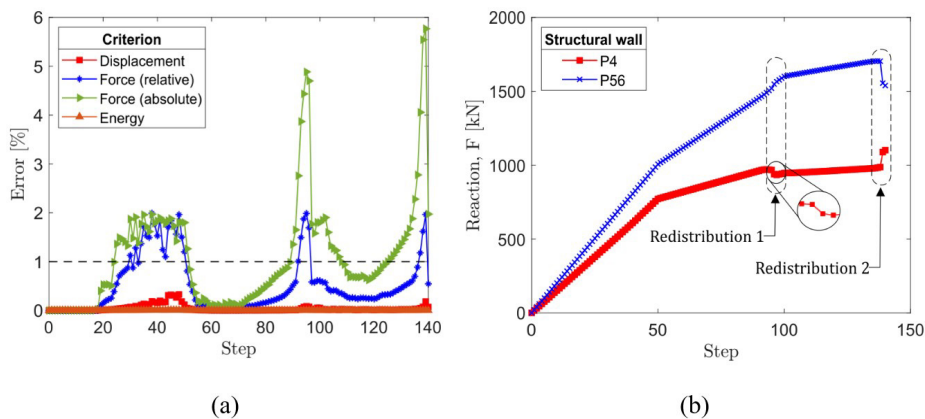 (a)
6
5
4
3
2
1
0
Error [%]
Criterion
Displacement
Force (relative)
Force (absolute)
Energy
0 20 40 60 80 100 120 140
Step
(a)
(b)
2000
1500
1000
500
0
Reaction, F [kN]
Structural wall
P4
P56
Redistribution 1
Redistribution 2
0 50 100 150
Step
(b)